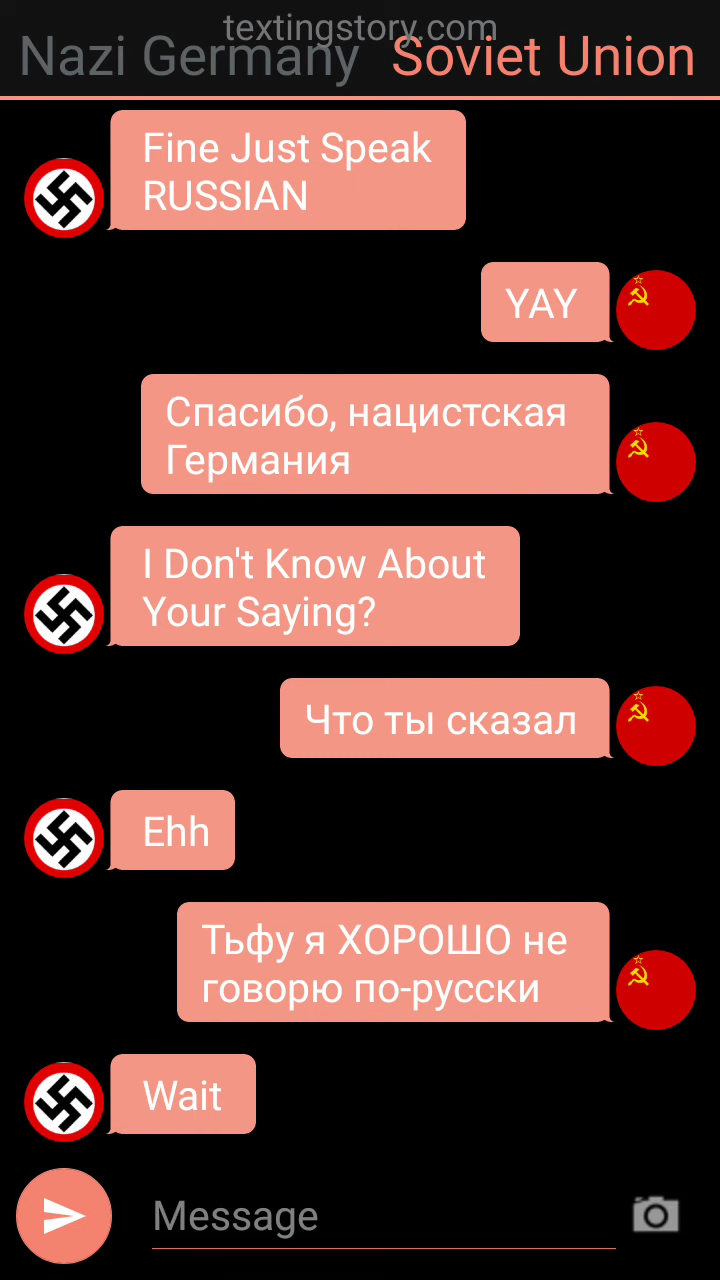 textingstory.com
Nazi Germany Soviet Union
Fine Just Speak
RUSSIAN
YAY
Спасибо, нацистская
Германия
I Don't Know About
Your Saying?
Что ты сказал
Ehh
Тьфу я ХОРОШО не
говорю по-русски
Wait
Message